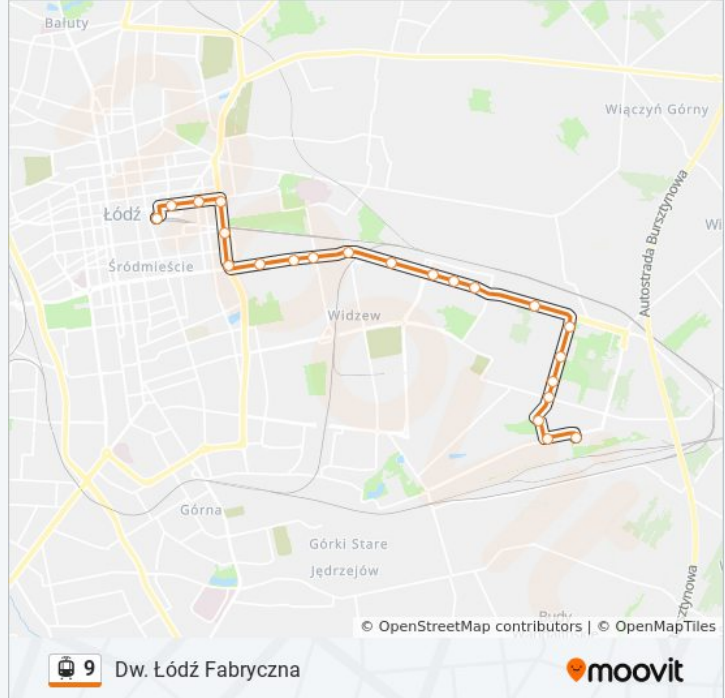 Bałuty
Wiączyń Górny
Łódź
Autostrada Bursztynowa
Wi
Śródmieście
Widzew
Górna
Górki Stare
Jędrzejów
ztynowa
© OpenStreetMap contributors | © OpenMapTiles
9 Dw. Łódź Fabryczna
moovit